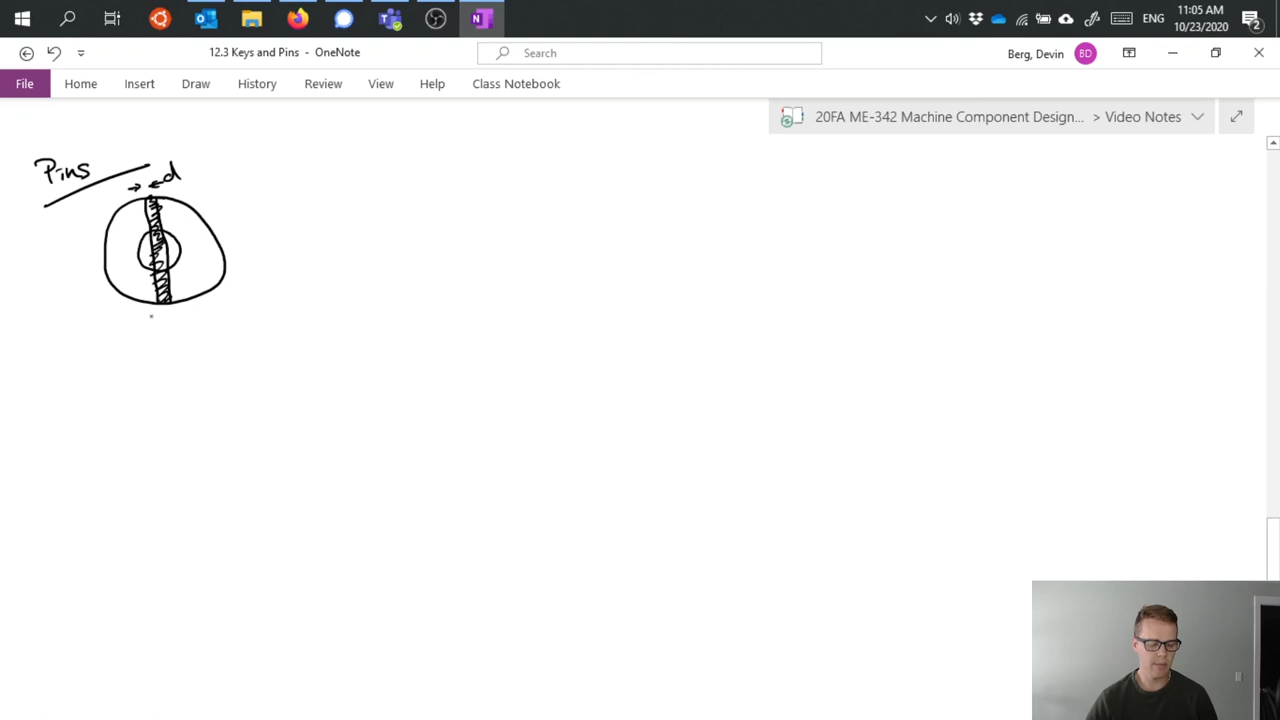 11:05 AM
ENG
10/23/2020
2
12.3 Keys and Pins - OneNote
Search
Berg, Devin
BD
File
Home
Insert
Draw
History
Review
View
Help
Class Notebook
20FA ME-342 Machine Component Design... > Video Notes
Pins
d